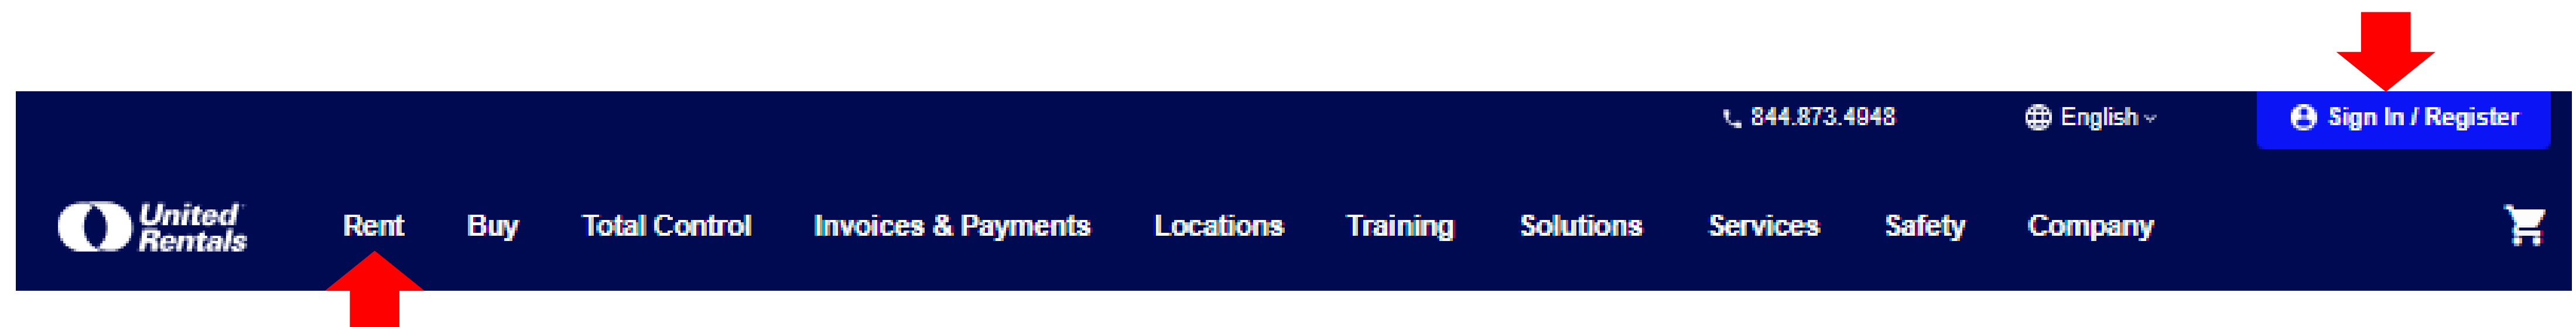 844.873.4948 English Sign In / Register
United Rentals
Rent Buy Total Control Invoices & Payments Locations Training Solutions Services Safety Company